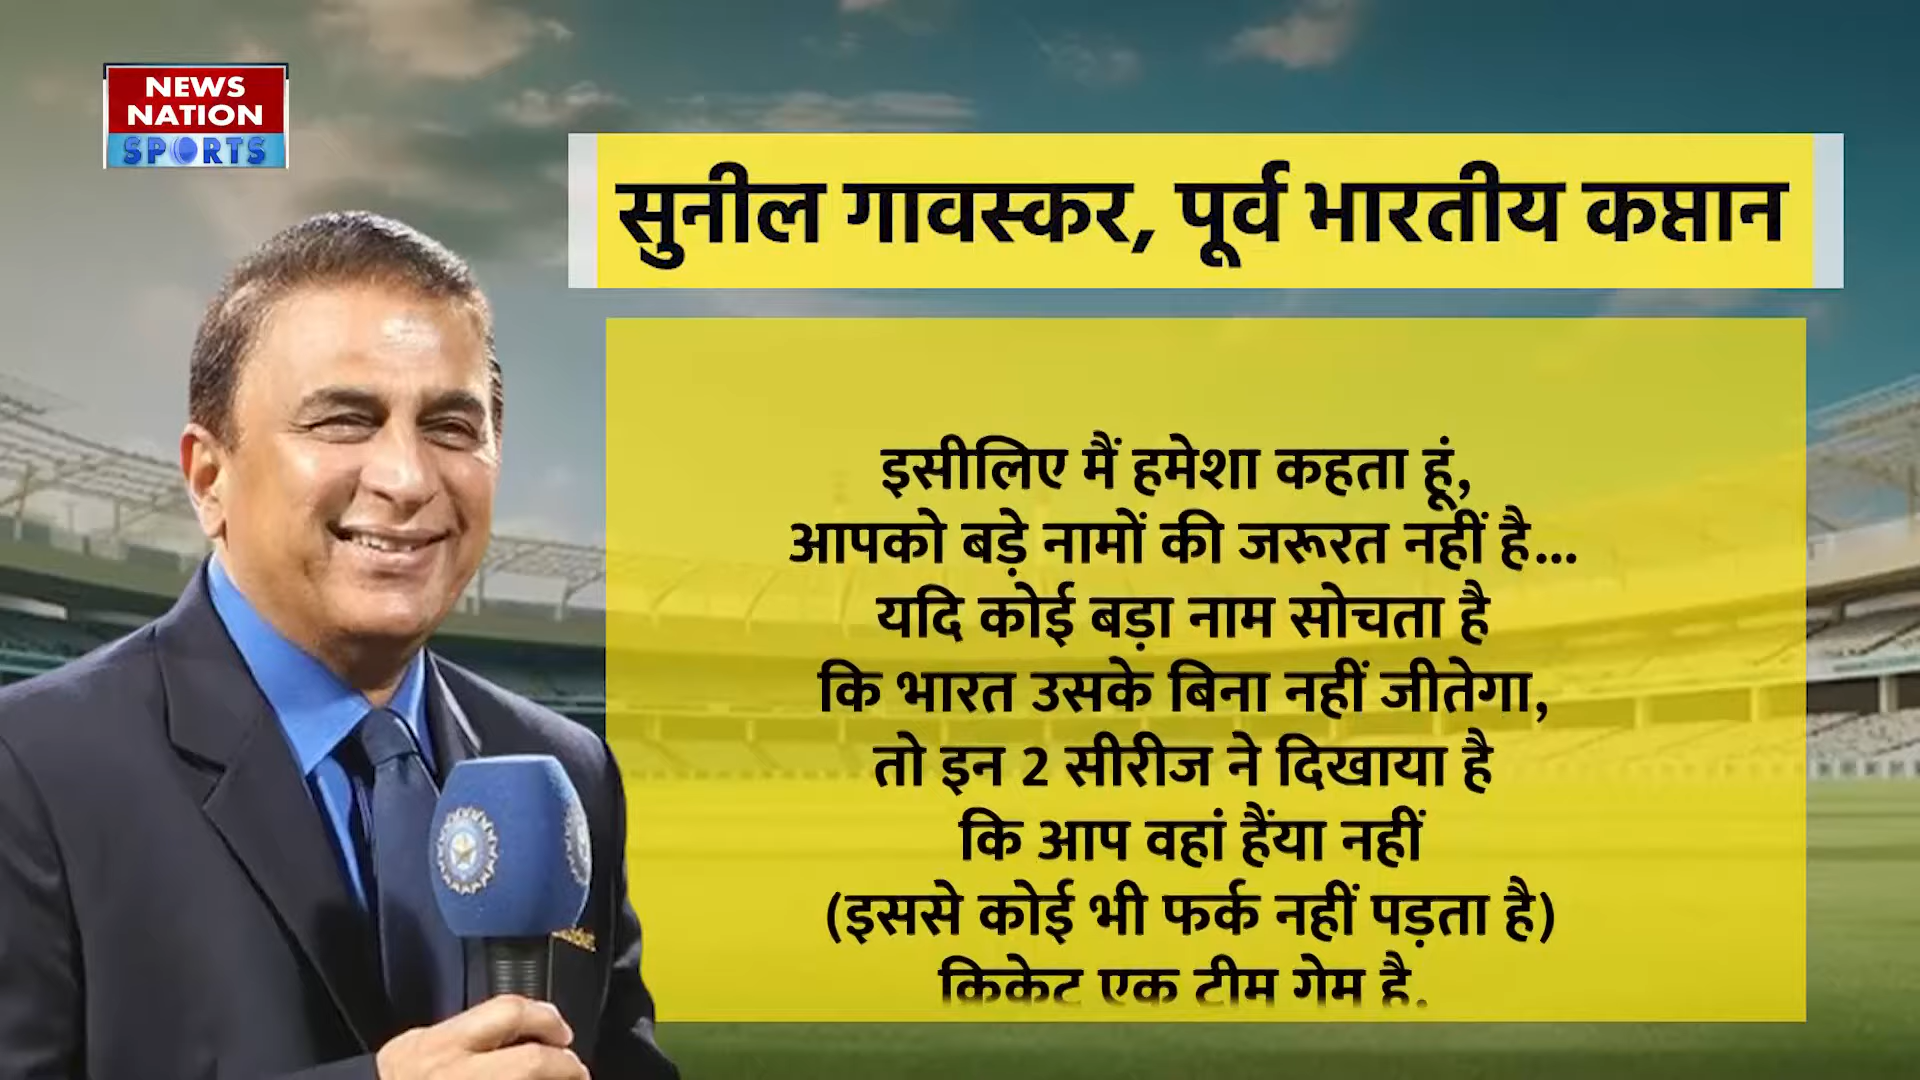 NEWS
NATION
SPORTS
सुनील गावस्कर, पूर्व भारतीय कप्तान
इसीलिए मैं हमेशा कहता हूं,
आपको बड़े नामों की जरूरत नहीं है...
यदि कोई बड़ा नाम सोचता है
कि भारत उसके बिना नहीं जीतेगा,
तो इन 2 सीरीज ने दिखाया है
कि आप वहां हैंया नहीं
(इससे कोई भी फर्क नहीं पड़ता है)
क्रिकेट एक टीम गेम है.